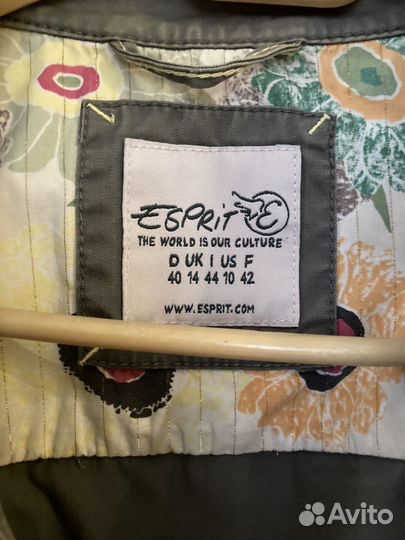 ESPRIT
THE WORLD IS OUR CULTURE
D UK I US F
40 14 44 10 42
WWW.ESPRIT.COM
Avito